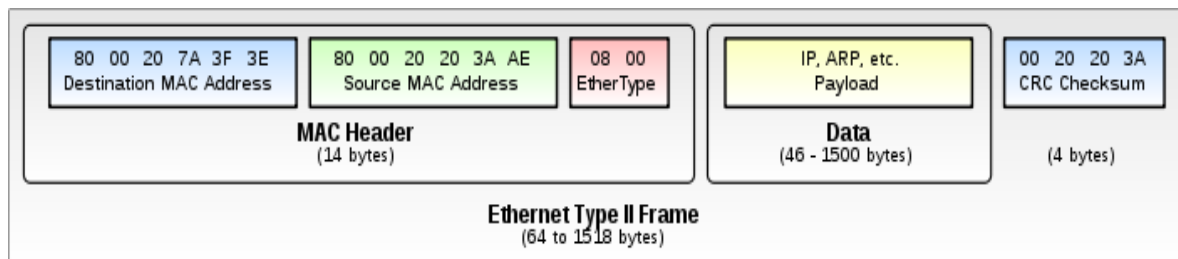 80 00 20 7A 3F 3E
Destination MAC Address
80 00 20 20 3A AE
Source MAC Address
08 00
EtherType
IP, ARP, etc.
Payload
00 20 20 3A
CRC Checksum
MAC Header
(14 bytes)
Data
(46 - 1500 bytes)
(4 bytes)
Ethernet Type II Frame
(64 to 1518 bytes)